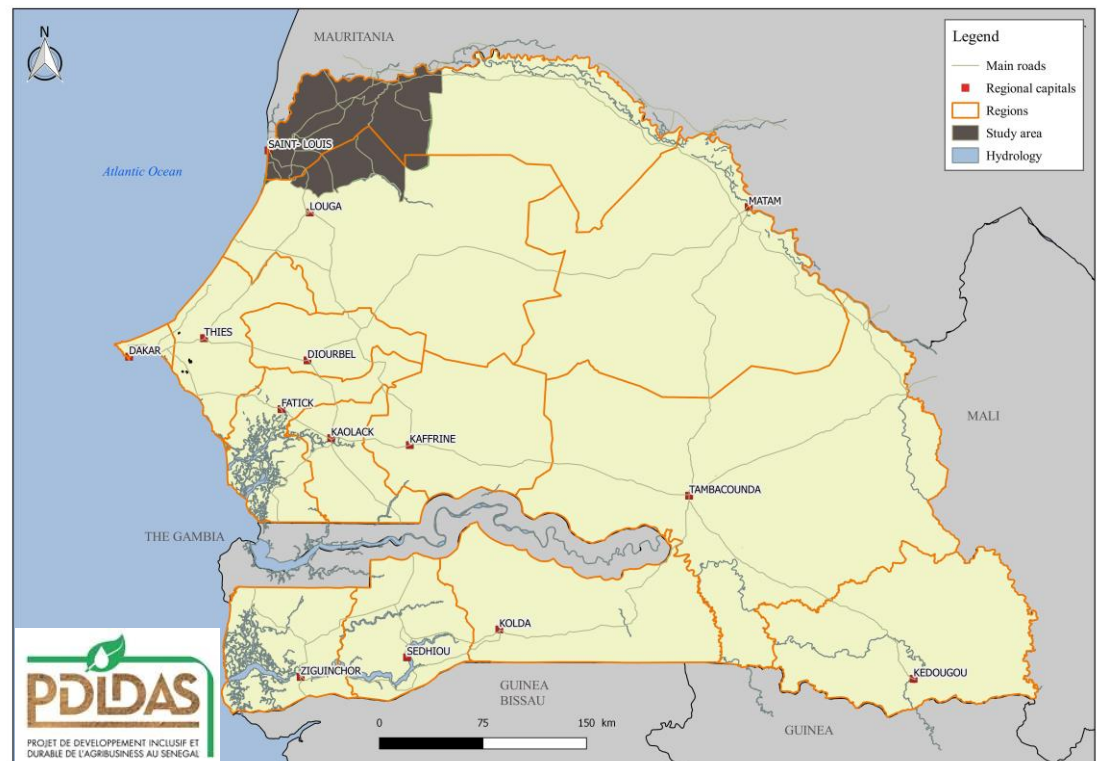 N
MAURITANIA
Legend
Main roads
Regional capitals
Regions
Study area
Hydrology
SAINT- LOUIS
Atlantic Ocean
LOUGA
MATAM
THIES
DAKAR
DIOURBEL
FATICK
KAOLACK
KAFFRINE
MALI
TAMBACOUNDA
THE GAMBIA
KOLDA
SEDHIOU
ZIGUINCHOR
KEDOUGOU
GUINEA
BISSAU
GUINEA
0 75 150 km
PDIDAS
PROJET DE DEVELOPPEMENT INCLUSIF ET
DURABLE DE L'AGRIBUSINESS AU SENEGAL